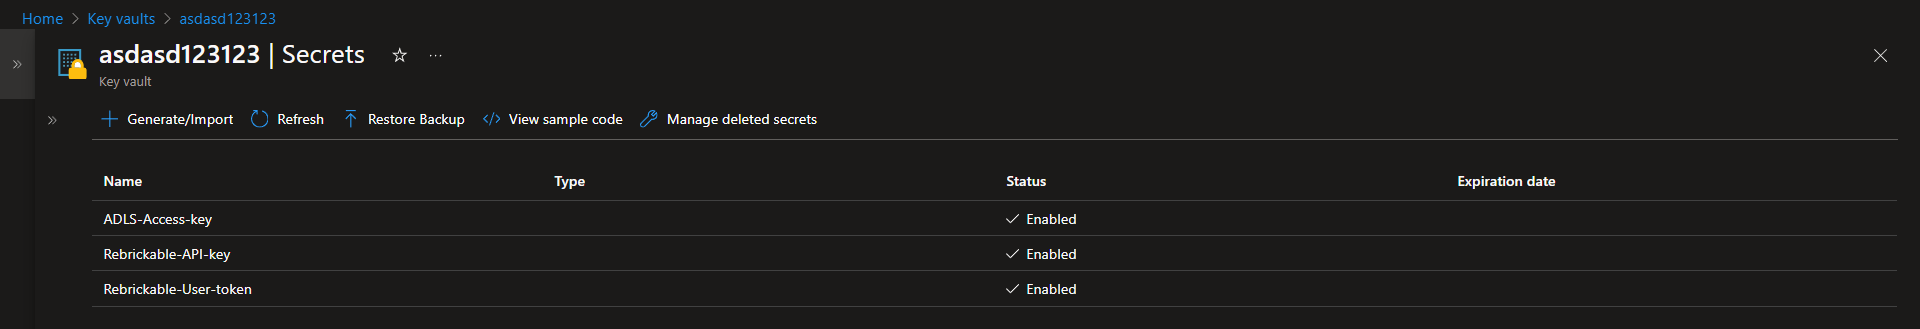 Home > Key vaults > asdasd123123
asdasd123123 | Secrets
Key vault
Generate/Import Refresh Restore Backup View sample code Manage deleted secrets
Name Type Status Expiration date
ADLS-Access-key Enabled
Rebrickable-API-key Enabled
Rebrickable-User-token Enabled